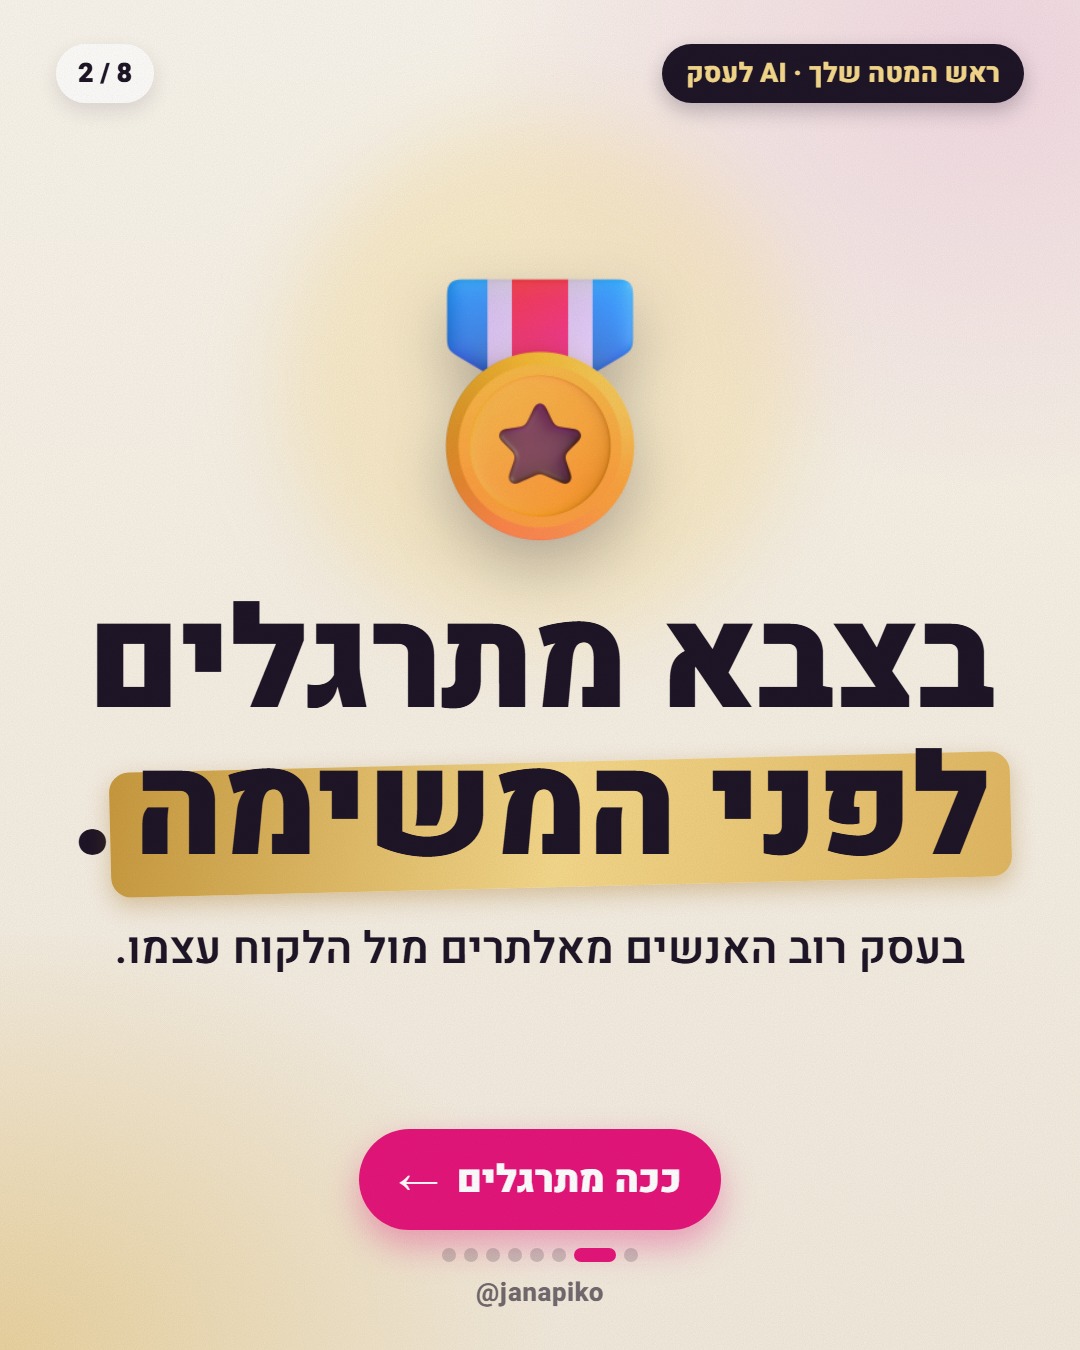 ראש המטה שלך · AI לעסק
2 / 8
בצבא מתרגלים
לפני המשימה.
בעסק רוב האנשים מאלתרים מול הלקוח עצמו.
ככה מתרגלים ←
@janapiko